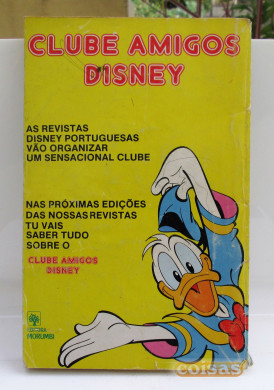 CLUBE AMIGOS
DISNEY
AS REVISTAS
DISNEY PORTUGUESAS
VÃO ORGANIZAR
UM SENSACIONAL CLUBE
NAS PRÓXIMAS EDIÇÕES
DAS NOSSAS REVISTAS
TU VAIS
SABER TUDO
SOBRE O
CLUBE AMIGOS
DISNEY
MORUMBI
coisas